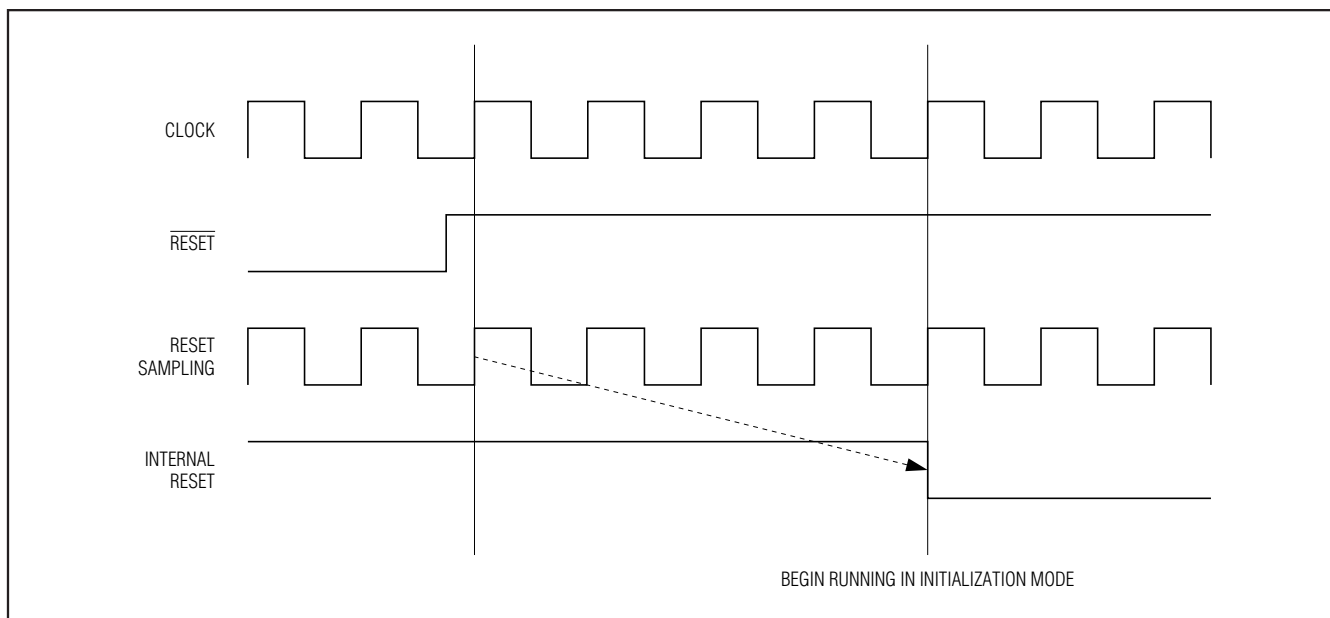 CLOCK
RESET
RESET
SAMPLING
INTERNAL
RESET
BEGIN RUNNING IN INITIALIZATION MODE